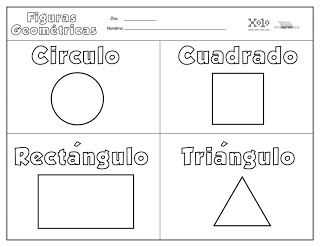 Figuras
Geométricas
Día:
Nombre:
Círculo
Cuadrado
Rectángulo
Triángulo